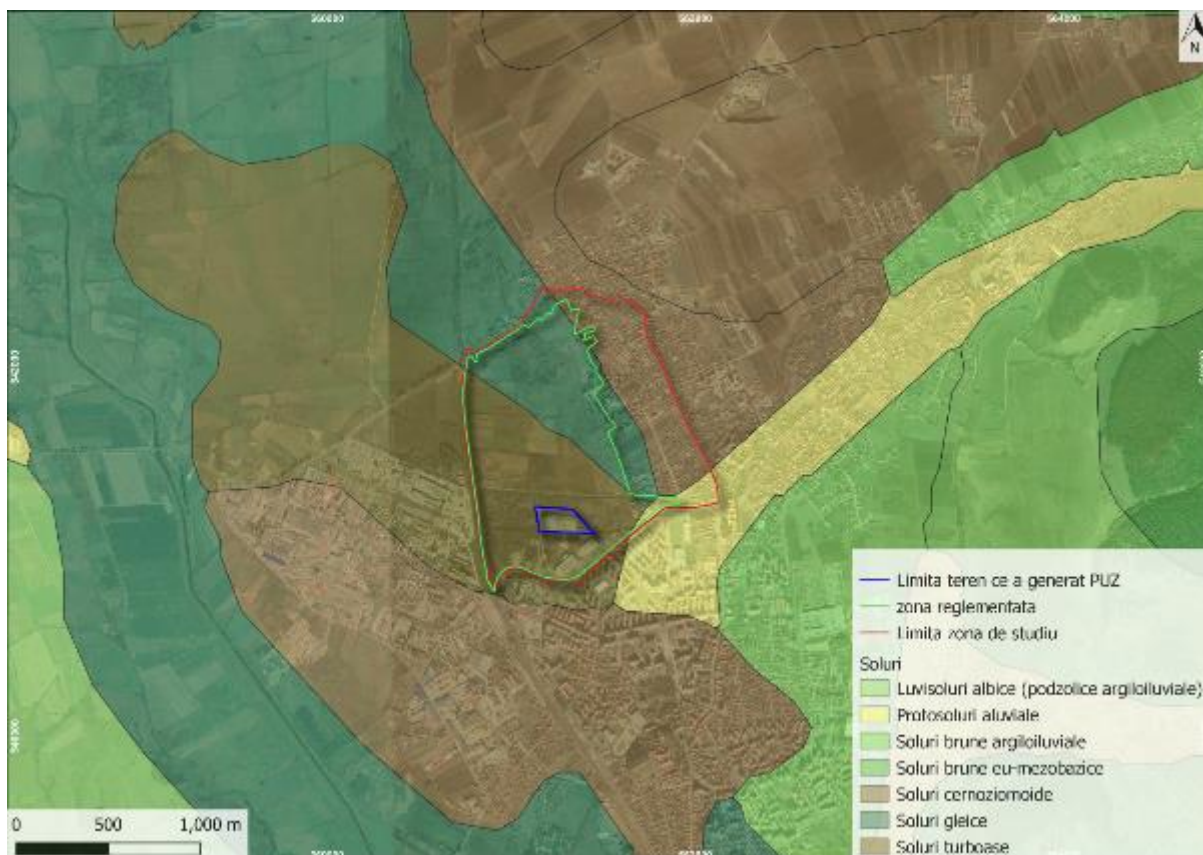 564000
N
Limita teren ce a generat PUZ
zona reglementata
Limita zona de studiu
Soluri
Luvisoluri albice (podzolice argiloiluviale)
Protosoluri aluviale
Soluri brune argiloiluviale
Soluri brune eu-mezobazice
Soluri cernoziomoide
Soluri gleice
Soluri turboase
0 500 1,000 m